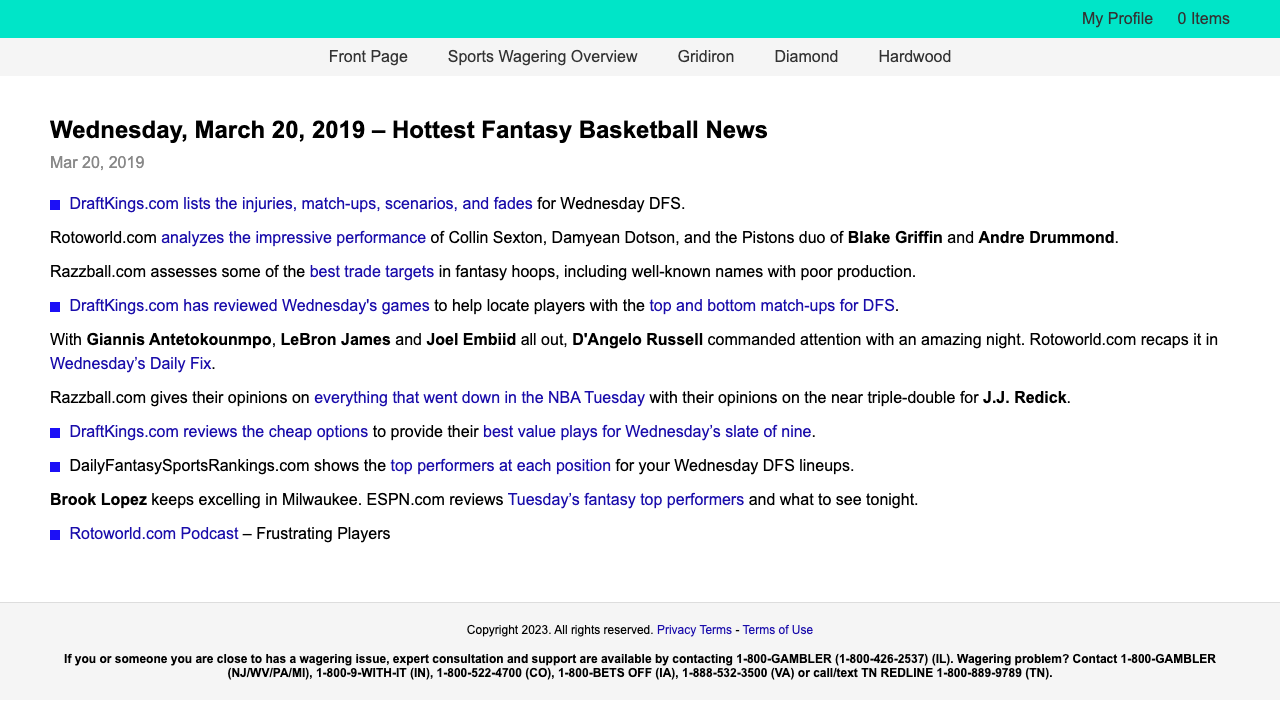 My Profile 0 Items
Front Page Sports Wagering Overview Gridiron Diamond Hardwood
Wednesday, March 20, 2019 – Hottest Fantasy Basketball News
Mar 20, 2019
DraftKings.com lists the injuries, match-ups, scenarios, and fades for Wednesday DFS.
Rotoworld.com analyzes the impressive performance of Collin Sexton, Damyean Dotson, and the Pistons duo of Blake Griffin and Andre Drummond.
Razzball.com assesses some of the best trade targets in fantasy hoops, including well-known names with poor production.
DraftKings.com has reviewed Wednesday's games to help locate players with the top and bottom match-ups for DFS.
With Giannis Antetokounmpo, LeBron James and Joel Embiid all out, D'Angelo Russell commanded attention with an amazing night. Rotoworld.com recaps it in
Wednesday’s Daily Fix.
Razzball.com gives their opinions on everything that went down in the NBA Tuesday with their opinions on the near triple-double for J.J. Redick.
DraftKings.com reviews the cheap options to provide their best value plays for Wednesday’s slate of nine.
DailyFantasySportsRankings.com shows the top performers at each position for your Wednesday DFS lineups.
Brook Lopez keeps excelling in Milwaukee. ESPN.com reviews Tuesday’s fantasy top performers and what to see tonight.
Rotoworld.com Podcast – Frustrating Players
Copyright 2023. All rights reserved. Privacy Terms - Terms of Use
If you or someone you are close to has a wagering issue, expert consultation and support are available by contacting 1-800-GAMBLER (1-800-426-2537) (IL). Wagering problem? Contact 1-800-GAMBLER
(NJ/WV/PA/MI), 1-800-9-WITH-IT (IN), 1-800-522-4700 (CO), 1-800-BETS OFF (IA), 1-888-532-3500 (VA) or call/text TN REDLINE 1-800-889-9789 (TN).